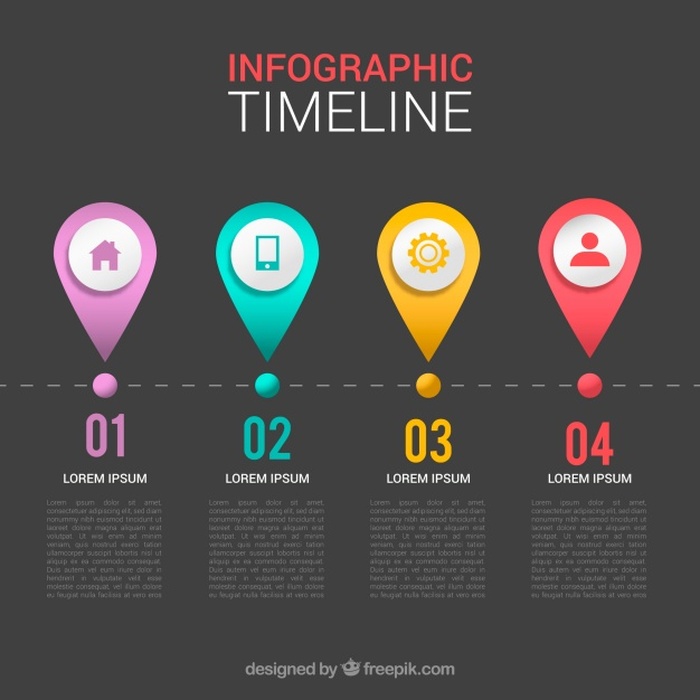 INFOGRAPHIC
TIMELINE
01
LOREM IPSUM
Lorem ipsum dolor sit amet,
consectetuer adipiscing elit, sed diam
nonummy nibh euismod tincidunt ut
laoreet dolore magna aliquam erat
volutpat. Ut wisi enim ad minim
veniam, quis nostrud exerci tation
ullamcorper suscipit lobortis nisl ut
aliquip ex ea commodo consequat.
Duis autem vel eum iriure dolor in
hendrerit in vulputate velit esse
molestie consequat, vel illum dolore
eu feugiat nulla facilisis at vero eros
02
LOREM IPSUM
Lorem ipsum dolor sit amet,
consectetuer adipiscing elit, sed diam
nonummy nibh euismod tincidunt ut
laoreet dolore magna aliquam erat
volutpat. Ut wisi enim ad minim
veniam, quis nostrud exerci tation
ullamcorper suscipit lobortis nisl ut
aliquip ex ea commodo consequat.
Duis autem vel eum iriure dolor in
hendrerit in vulputate velit esse
molestie consequat, vel illum dolore
eu feugiat nulla facilisis at vero eros
03
LOREM IPSUM
Lorem ipsum dolor sit amet,
consectetuer adipiscing elit, sed diam
nonummy nibh euismod tincidunt ut
laoreet dolore magna aliquam erat
volutpat. Ut wisi enim ad minim
veniam, quis nostrud exerci tation
ullamcorper suscipit lobortis nisl ut
aliquip ex ea commodo consequat.
Duis autem vel eum iriure dolor in
hendrerit in vulputate velit esse
molestie consequat, vel illum dolore
eu feugiat nulla facilisis at vero eros
04
LOREM IPSUM
Lorem ipsum dolor sit amet,
consectetuer adipiscing elit, sed diam
nonummy nibh euismod tincidunt ut
laoreet dolore magna aliquam erat
volutpat. Ut wisi enim ad minim
veniam, quis nostrud exerci tation
ullamcorper suscipit lobortis nisl ut
aliquip ex ea commodo consequat.
Duis autem vel eum iriure dolor in
hendrerit in vulputate velit esse
molestie consequat, vel illum dolore
eu feugiat nulla facilisis at vero eros
designed by freepik.com